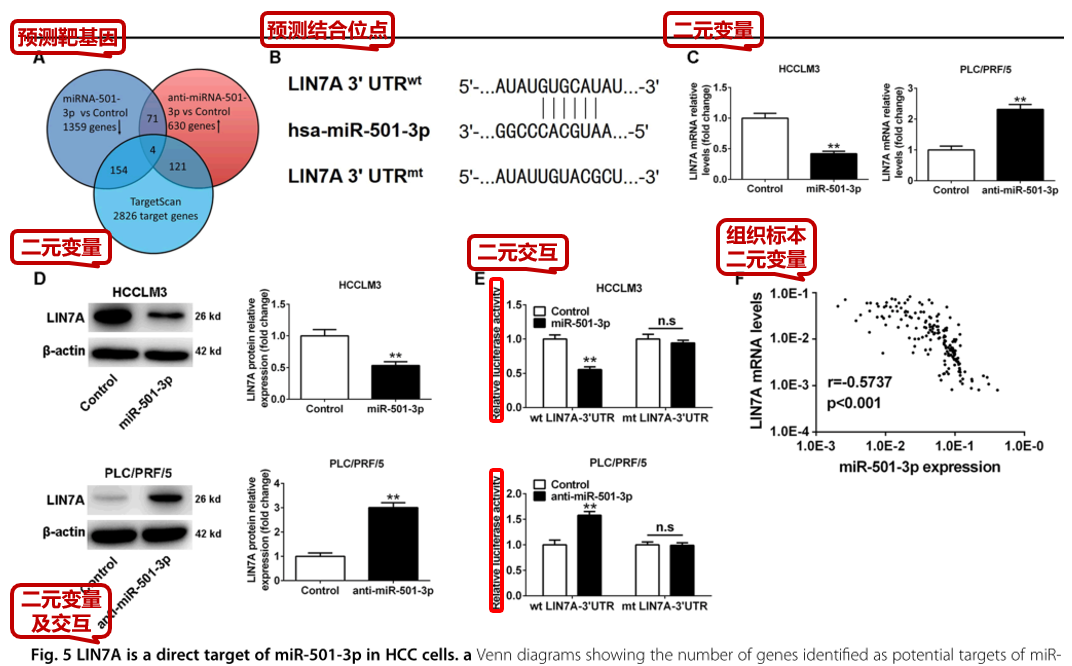 预测靶基因
预测结合位点
二元变量
A
miRNA-501-
3p vs Control
1359 genes↓
anti-miRNA-501-
3p vs Control
630 genes↑
71
4
154
121
TargetScan
2826 target genes
B
LIN7A 3' UTRwt
5'-...AUAUGUGCAUAU...-3'
hsa-miR-501-3p
3'-...GGCCCACGUAA...-5'
LIN7A 3' UTRmt
5'-...AUAUUGUACGCU...-3'
C
HCCLM3
LIN7A mRNA relative
levels (fold change)
1.5
1.0
0.5
0
**
Control
miR-501-3p
PLC/PRF/5
LIN7A mRNA relative
levels (fold change)
3
2
1
0
**
Control
anti-miR-501-3p
二元变量
D
HCCLM3
LIN7A
26 kd
β-actin
42 kd
Control
miR-501-3p
HCCLM3
LIN7A protein relative
expression (fold change)
1.5
1.0
0.5
0.0
**
Control
miR-501-3p
PLC/PRF/5
LIN7A
26 kd
β-actin
42 kd
Control
anti-miR-501-3p
PLC/PRF/5
LIN7A protein relative
expression (fold change)
4
3
2
1
0
**
Control
anti-miR-501-3p
二元变量
及交互
二元交互
E
HCCLM3
Relative luciferase activity
1.5
1.0
0.5
0.0
Control
miR-501-3p
**
n.s
wt LIN7A-3'UTR
mt LIN7A-3'UTR
PLC/PRF/5
Relative luciferase activity
2.0
1.5
1.0
0.5
0.0
Control
anti-miR-501-3p
**
n.s
wt LIN7A-3'UTR
mt LIN7A-3'UTR
组织标本
二元变量
F
LIN7A mRNA levels
1.0E-1
1.0E-2
1.0E-3
1.0E-4
r=-0.5737
p<0.001
1.0E-3
1.0E-2
1.0E-1
1.0E-0
miR-501-3p expression
Fig. 5 LIN7A is a direct target of miR-501-3p in HCC cells. a Venn diagrams showing the number of genes identified as potential targets of miR-